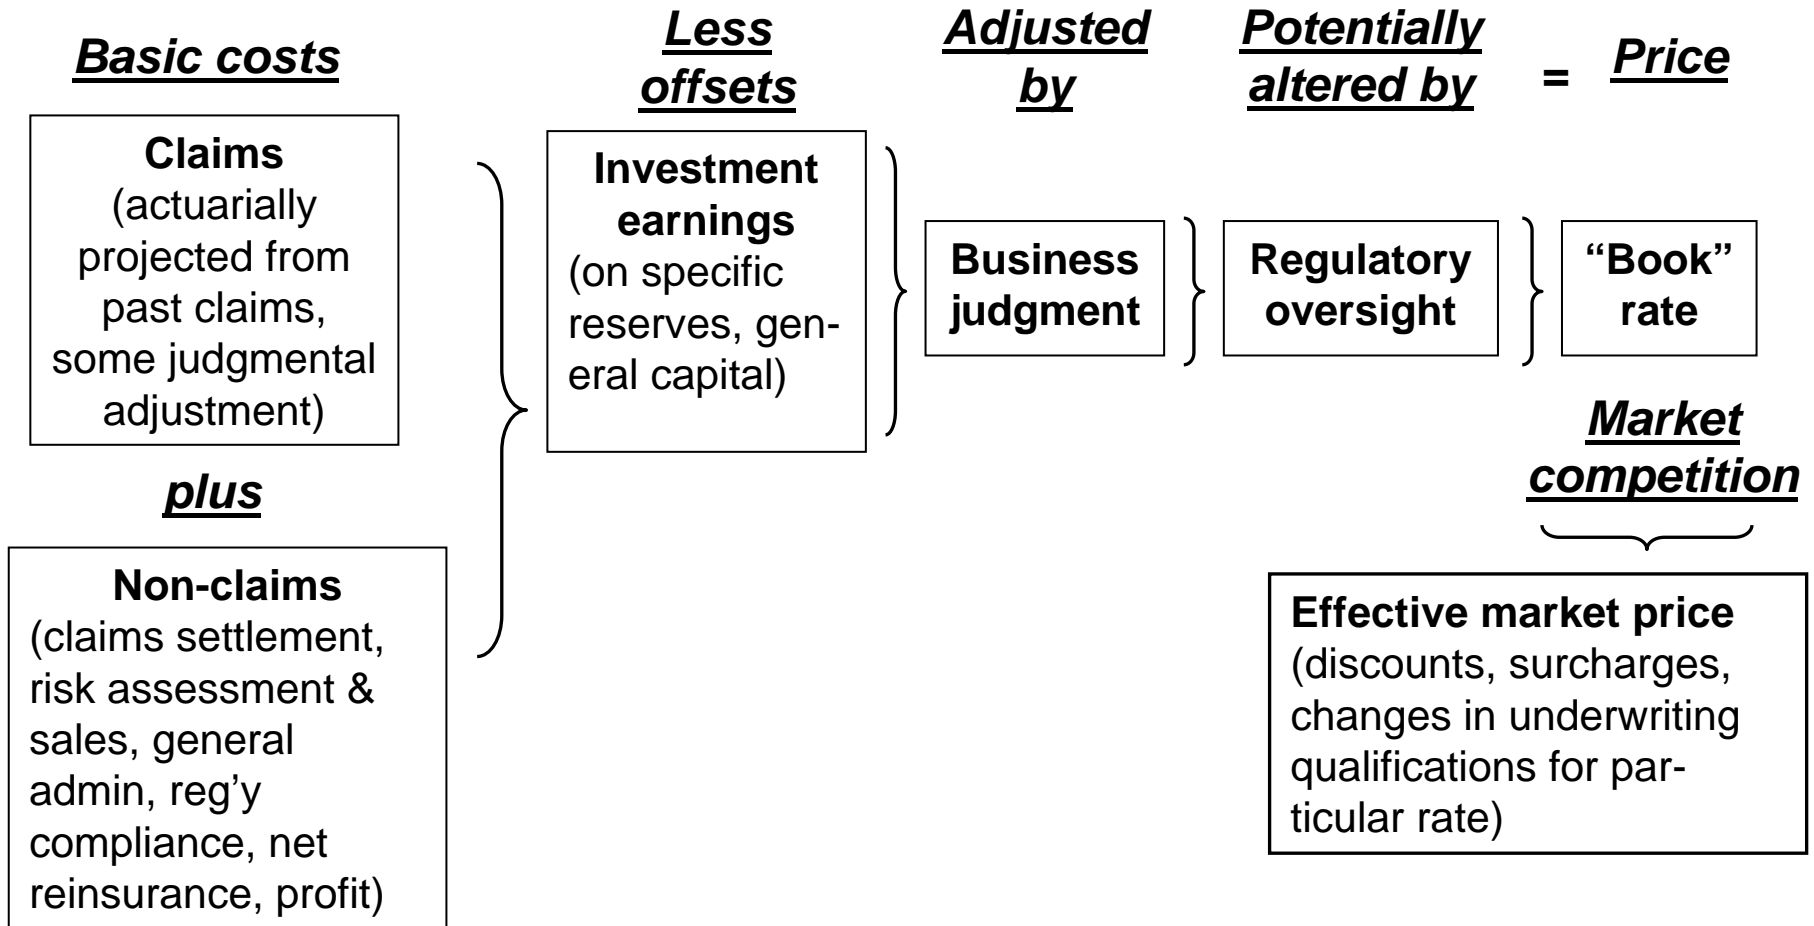 Basic costs
Claims
(actuarially
projected from
past claims,
some judgmental
adjustment)
plus
Non-claims
(claims settlement,
risk assessment &
sales, general
admin, reg’y
compliance, net
reinsurance, profit)
Less
offsets
Investment
earnings
(on specific
reserves, gen-
eral capital)
Adjusted
by
Business
judgment
Potentially
altered by
Regulatory
oversight
=
Price
“Book”
rate
Market
competition
Effective market price
(discounts, surcharges,
changes in underwriting
qualifications for par-
ticular rate)